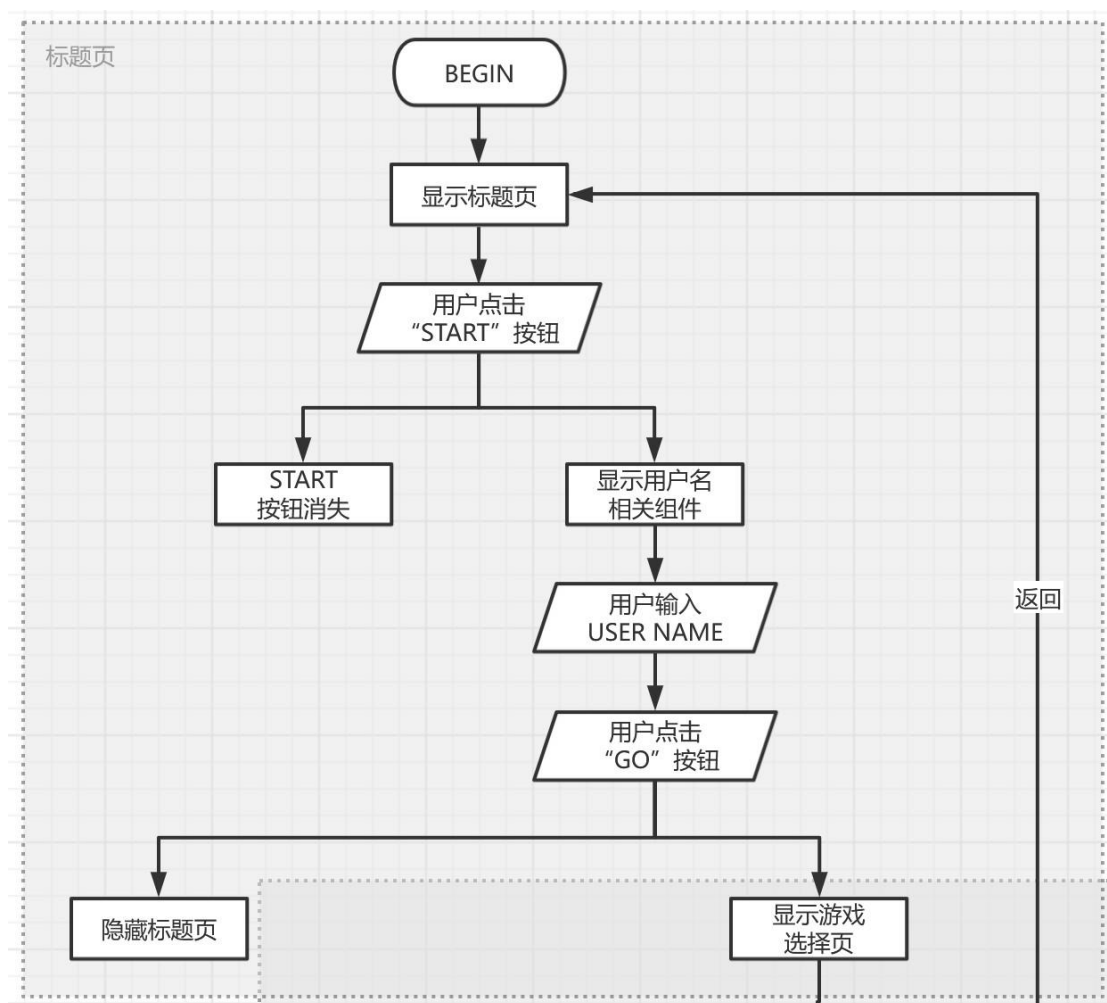 标题页
BEGIN
显示标题页
用户点击
“START”按钮
START
按钮消失
显示用户名
相关组件
用户输入
USER NAME
返回
用户点击
“GO”按钮
隐藏标题页
显示游戏
选择页